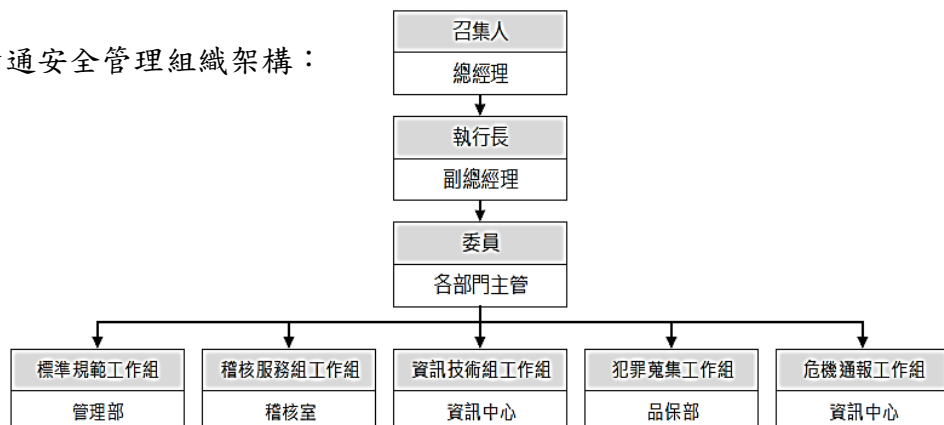 通安全管理組織架構：
召集人
總經理
執行長
副總經理
委員
各部門主管
標準規範工作組 稽核服務組工作組 資訊技術組工作組 犯罪蒐集工作組 危機通報工作組
管理部 稽核室 資訊中心 品保部 資訊中心